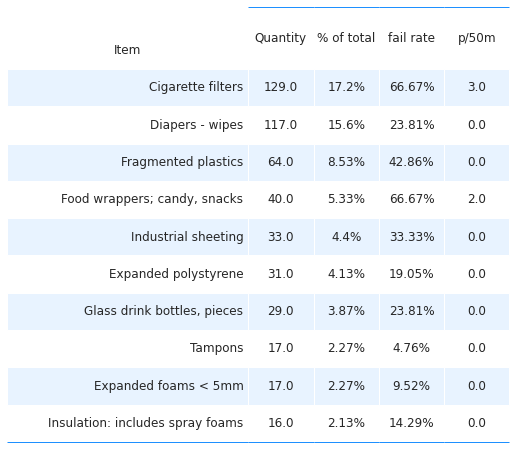 Item Quantity % of total fail rate p/50m
Cigarette filters 129.0 17.2% 66.67% 3.0
Diapers - wipes 117.0 15.6% 23.81% 0.0
Fragmented plastics 64.0 8.53% 42.86% 0.0
Food wrappers; candy, snacks 40.0 5.33% 66.67% 2.0
Industrial sheeting 33.0 4.4% 33.33% 0.0
Expanded polystyrene 31.0 4.13% 19.05% 0.0
Glass drink bottles, pieces 29.0 3.87% 23.81% 0.0
Tampons 17.0 2.27% 4.76% 0.0
Expanded foams < 5mm 17.0 2.27% 9.52% 0.0
Insulation: includes spray foams 16.0 2.13% 14.29% 0.0